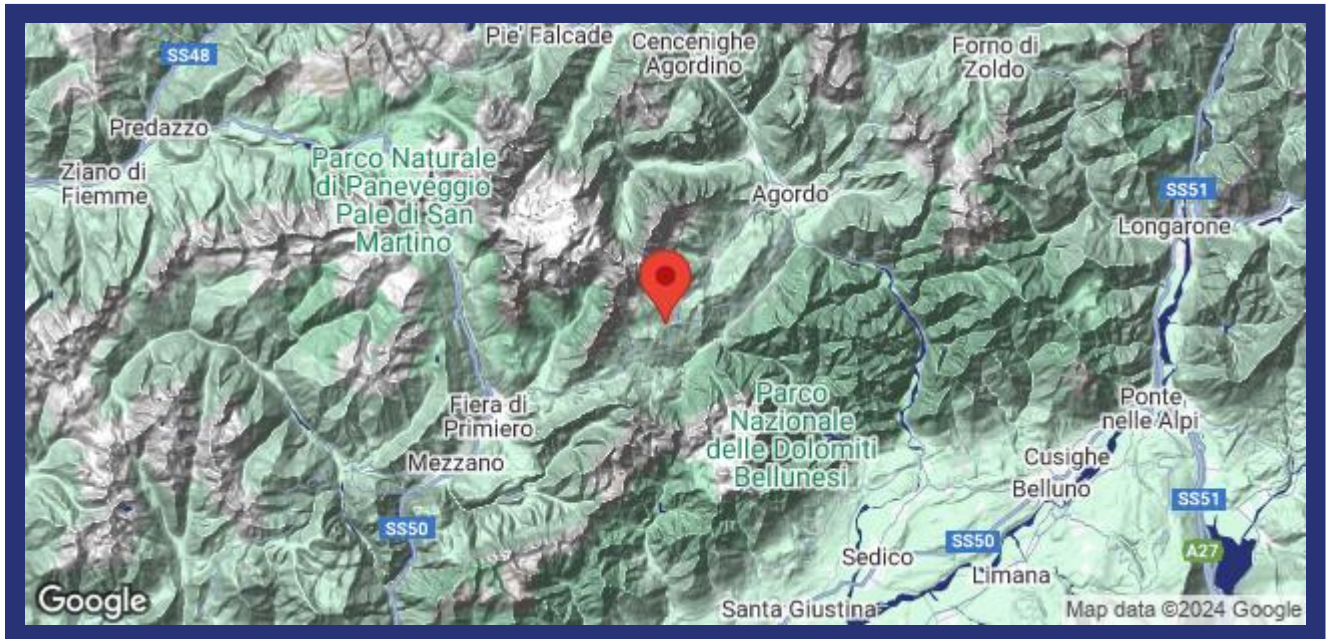 Pie' Falcade
Cencenighe
Agordino
Forno di
Zoldo
SS48
Predazzo
Ziano di
Fiemme
Parco Naturale
di Paneveggio
Pale di San
Martino
Agordo
SS51
Longarone
Fiera di
Primiero
Mezzano
Parco
Nazionale
delle Dolomiti
Bellunesi
Ponte
nelle Alpi
Cusighe
Belluno
SS51
SS50
SS50
A27
Sedico
Limana
Santa Giustina
Google
Map data ©2024 Google